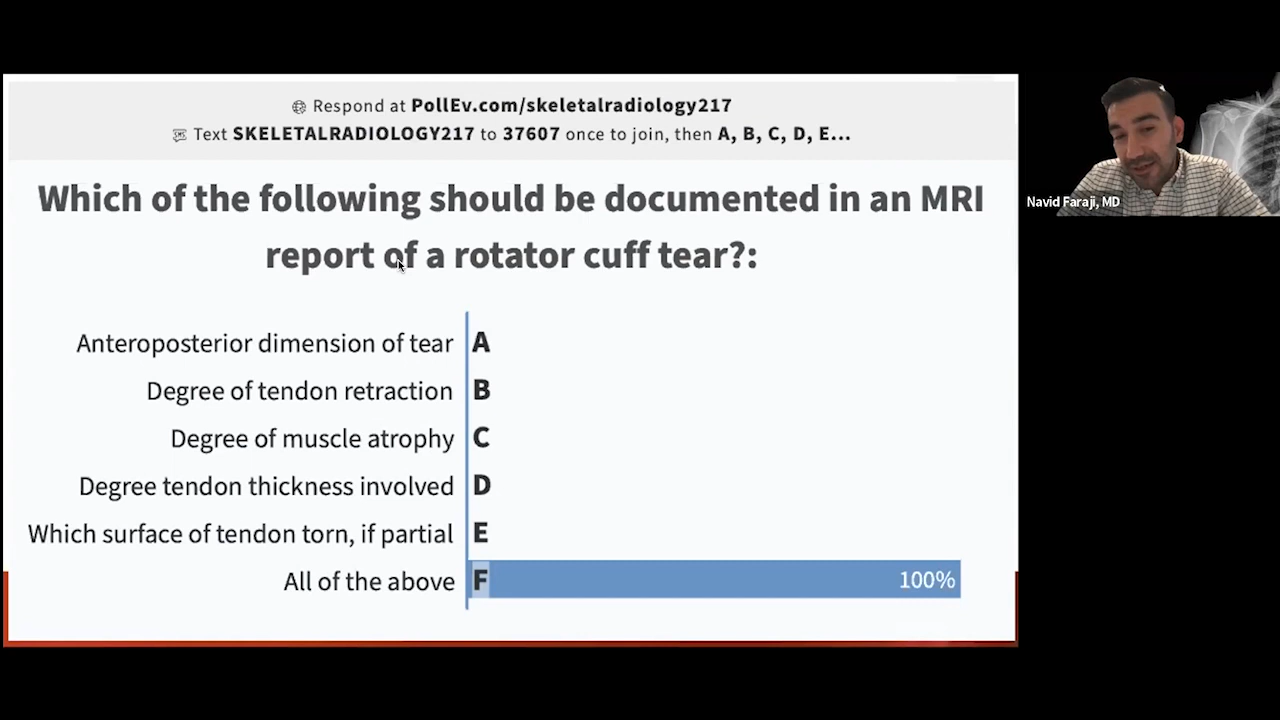 Respond at PollEv.com/skeletalradiology217
Text SKELETALRADIOLOGY217 to 37607 once to join, then A, B, C, D, E...
Which of the following should be documented in an MRI
report of a rotator cuff tear?:
Anteroposterior dimension of tear A
Degree of tendon retraction B
Degree of muscle atrophy C
Degree tendon thickness involved D
Which surface of tendon torn, if partial E
All of the above F 100%
Navid Faraji, MD